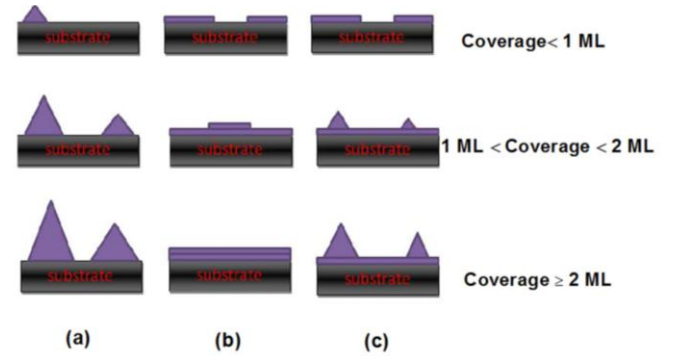 substrate substrate substrate Coverage< 1 ML
substrate substrate substrate 1 ML < Coverage < 2 ML
substrate substrate substrate Coverage ≥ 2 ML
(a) (b) (c)